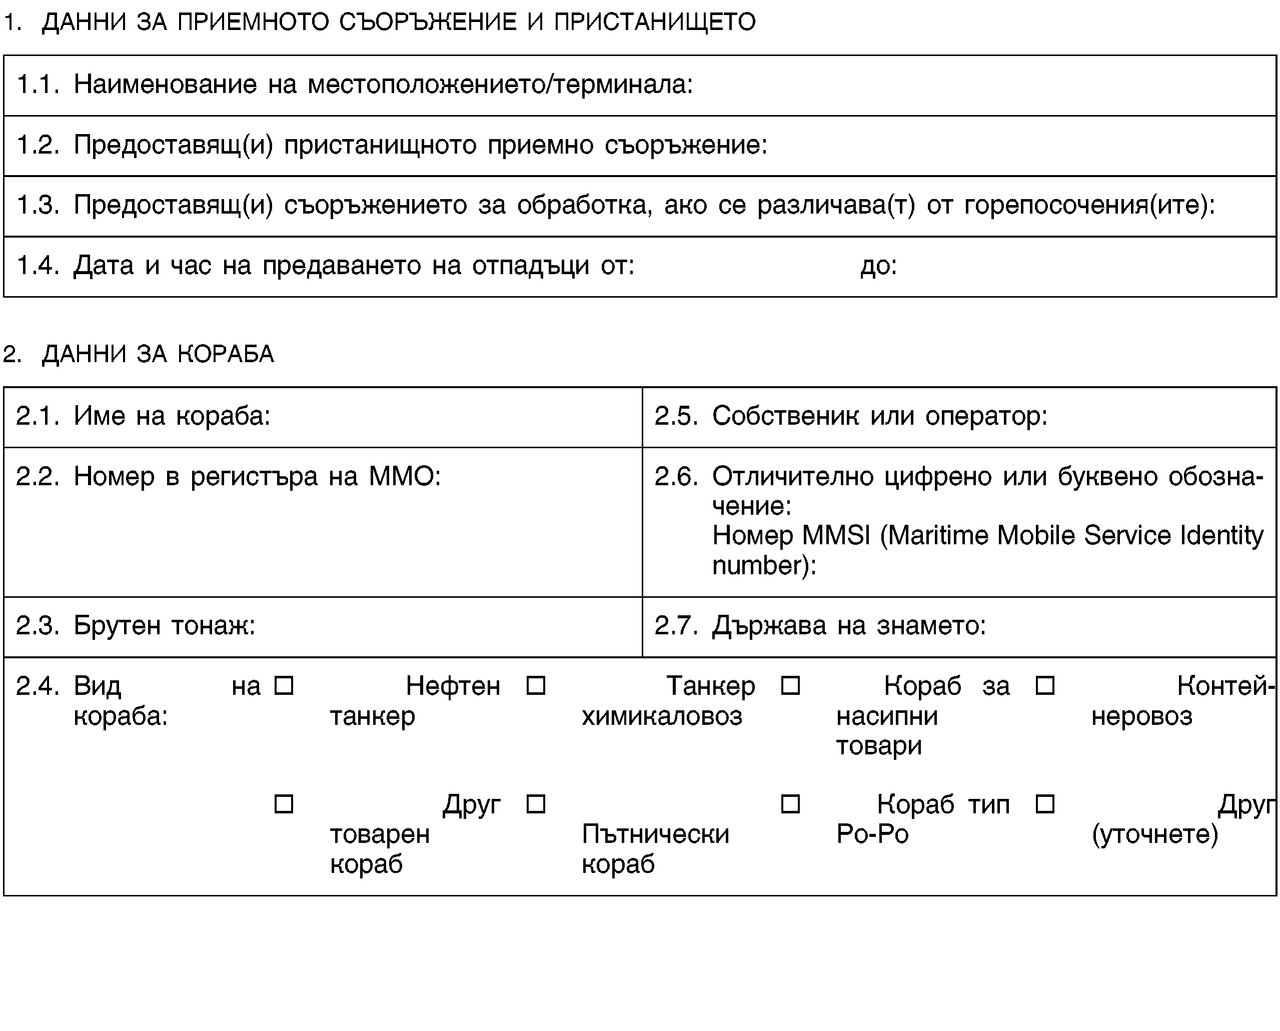 1. ДАННИ ЗА ПРИЕМНОТО СЪОРЪЖЕНИЕ И ПРИСТАНИЩЕТО
1.1. Наименование на местоположението/терминала:
1.2. Предоставящ(и) пристанищното приемно съоръжение:
1.3. Предоставящ(и) съоръжението за обработка, ако се различава(т) от горепосочения(ите):
1.4. Дата и час на предаването на отпадъци от: до:
2. ДАННИ ЗА КОРАБА
2.1. Име на кораба:
2.5. Собственик или оператор:
2.2. Номер в регистъра на ММО:
2.6. Отличително цифрено или буквено обозна-
чение:
Номер MMSI (Maritime Mobile Service Identity
number):
2.3. Брутен тонаж:
2.7. Държава на знамето:
2.4. Вид на
кораба:
☐ Нефтен
танкер
☐ Танкер
химикаловоз
☐ Кораб за
насипни
товари
☐ Контей-
неровоз
☐ Друг
товарен
кораб
☐
Пътнически
кораб
☐ Кораб тип
Ро-Ро
☐ Друг
(уточнете)